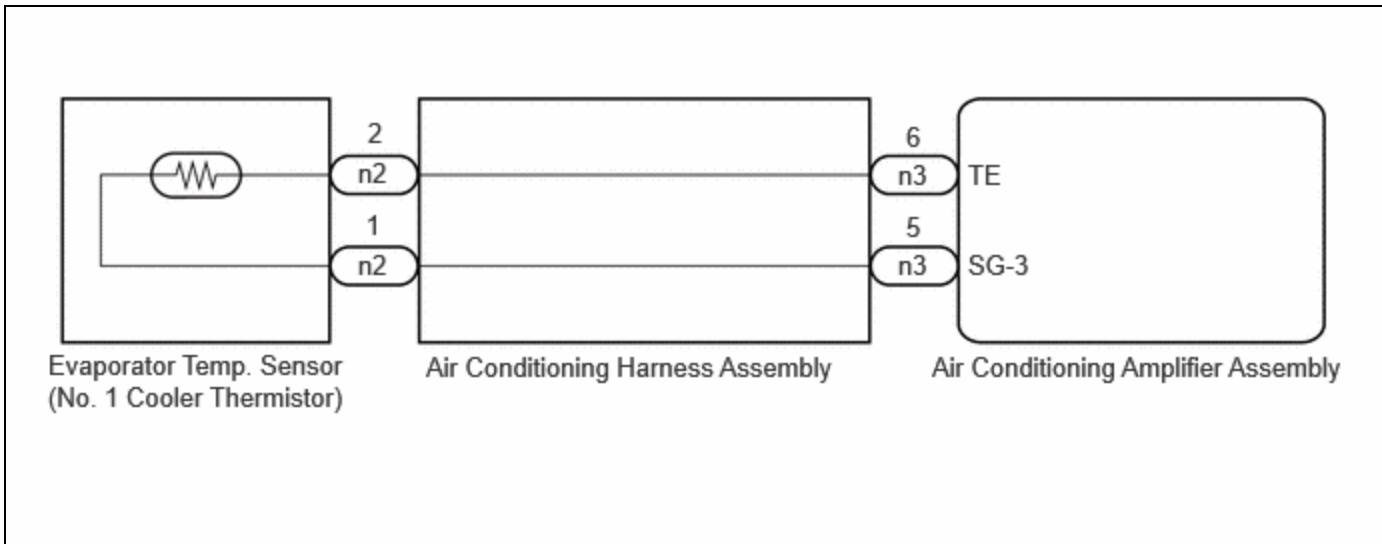 2
n2
6
n3
TE
1
n2
5
n3
SG-3
Evaporator Temp. Sensor
(No. 1 Cooler Thermistor)
Air Conditioning Harness Assembly
Air Conditioning Amplifier Assembly